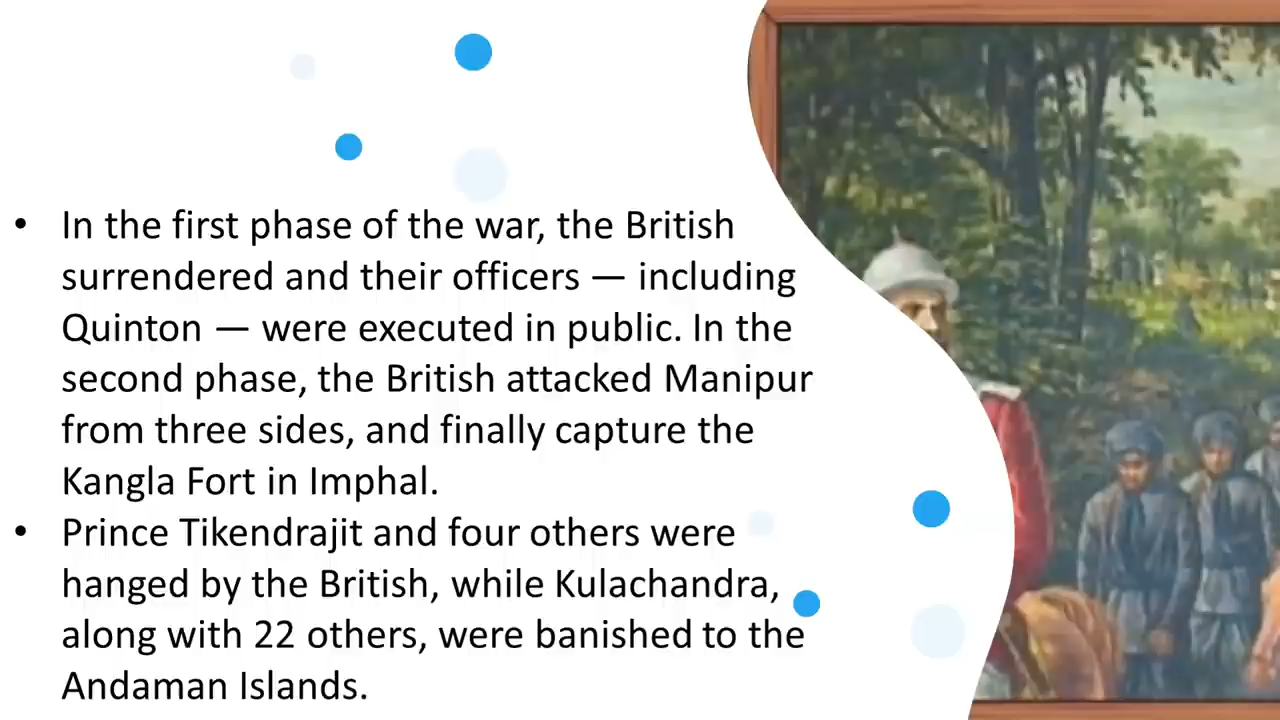 • In the first phase of the war, the British
surrendered and their officers — including
Quinton — were executed in public. In the
second phase, the British attacked Manipur
from three sides, and finally capture the
Kangla Fort in Imphal.
• Prince Tikendrajit and four others were
hanged by the British, while Kulachandra,
along with 22 others, were banished to the
Andaman Islands.